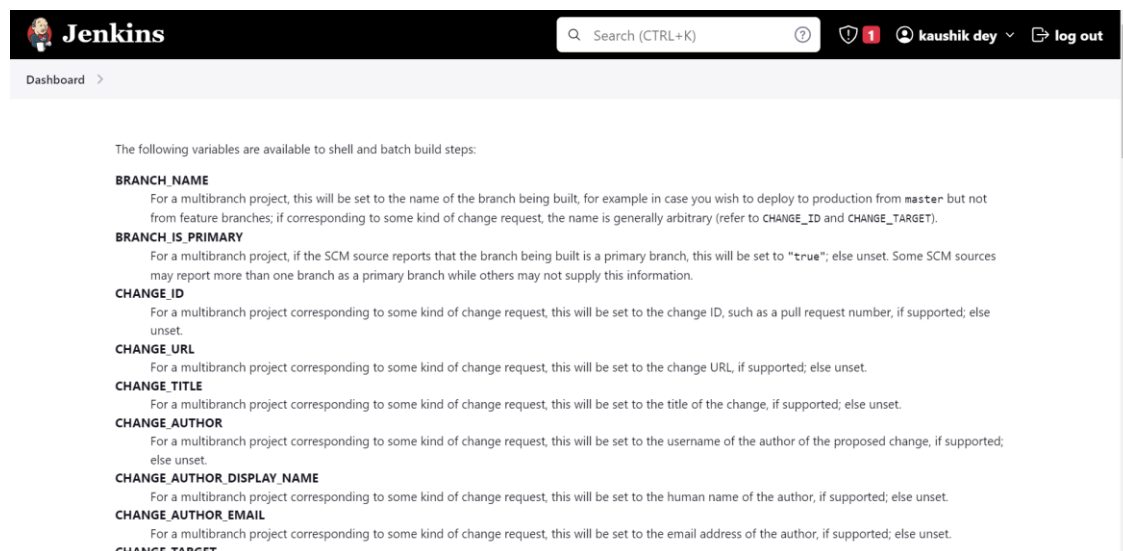 Jenkins
Search (CTRL+K)
1
kaushik dey
log out
Dashboard
The following variables are available to shell and batch build steps:
BRANCH_NAME
For a multibranch project, this will be set to the name of the branch being built, for example in case you wish to deploy to production from master but not
from feature branches; if corresponding to some kind of change request, the name is generally arbitrary (refer to CHANGE_ID and CHANGE_TARGET).
BRANCH_IS_PRIMARY
For a multibranch project, if the SCM source reports that the branch being built is a primary branch, this will be set to "true"; else unset. Some SCM sources
may report more than one branch as a primary branch while others may not supply this information.
CHANGE_ID
For a multibranch project corresponding to some kind of change request, this will be set to the change ID, such as a pull request number, if supported; else
unset.
CHANGE_URL
For a multibranch project corresponding to some kind of change request, this will be set to the change URL, if supported; else unset.
CHANGE_TITLE
For a multibranch project corresponding to some kind of change request, this will be set to the title of the change, if supported; else unset.
CHANGE_AUTHOR
For a multibranch project corresponding to some kind of change request, this will be set to the username of the author of the proposed change, if supported;
else unset.
CHANGE_AUTHOR_DISPLAY_NAME
For a multibranch project corresponding to some kind of change request, this will be set to the human name of the author, if supported; else unset.
CHANGE_AUTHOR_EMAIL
For a multibranch project corresponding to some kind of change request, this will be set to the email address of the author, if supported; else unset.
CHANGE_TARGET